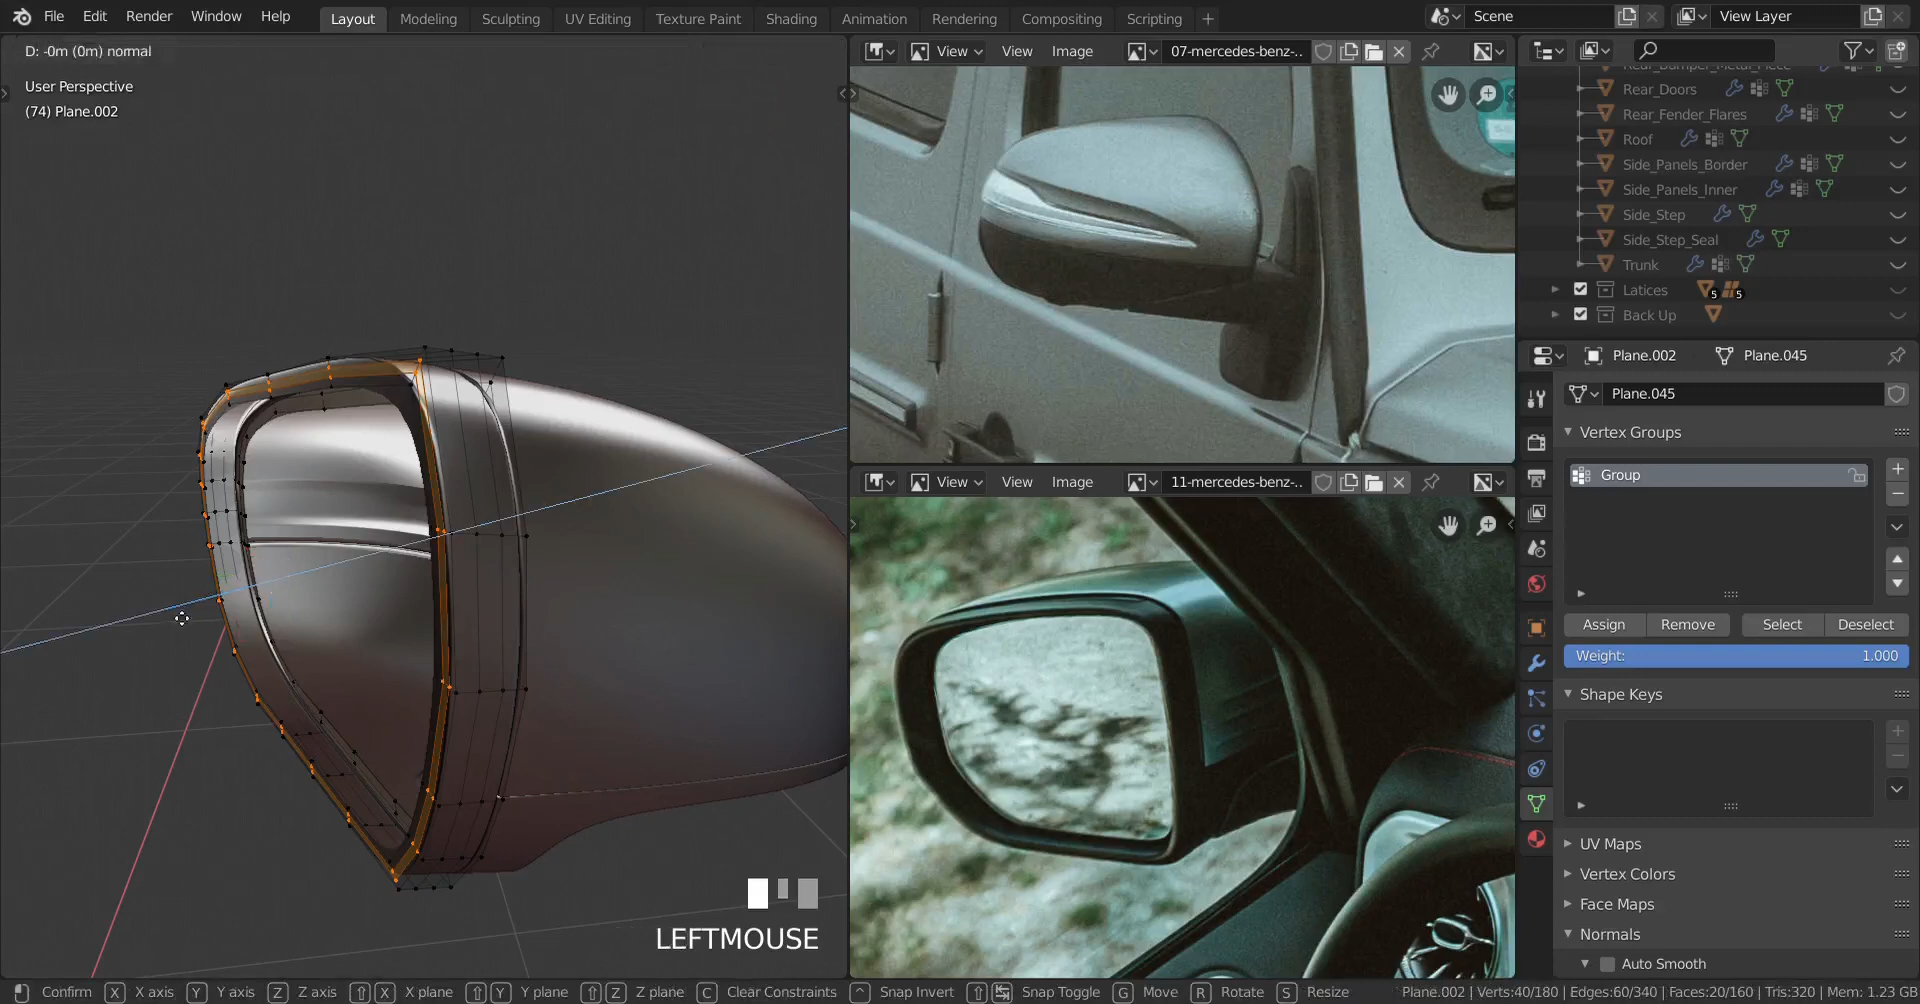 File Edit Render Window Help Layout Modeling Sculpting UV Editing Texture Paint Shading Animation Rendering Compositing Scripting + Scene View Layer
D: -0m (0m) normal
User Perspective
(74) Plane.002
View View Image 07-mercedes-benz-..
View View Image 11-mercedes-benz-..
Rear_Doors
Rear_Fender_Flares
Roof
Side_Panels_Border
Side_Panels_Inner
Side_Step
Side_Step_Seal
Trunk
Latices 5 5
Back Up
Plane.002 Plane.045
Plane.045
Vertex Groups
Group
Assign Remove Select Deselect
Weight: 1.000
Shape Keys
UV Maps
Vertex Colors
Face Maps
Normals
Auto Smooth
LEFTMOUSE
Confirm X X axis Y Y axis Z Z axis X X plane Y Y plane Z Z plane C Clear Constraints Snap Invert Snap Toggle G Move R Rotate S Resize Plane.002 | Verts:40/180 | Edges:60/340 | Faces:20/160 | Tris:320 | Mem: 1.23 GB